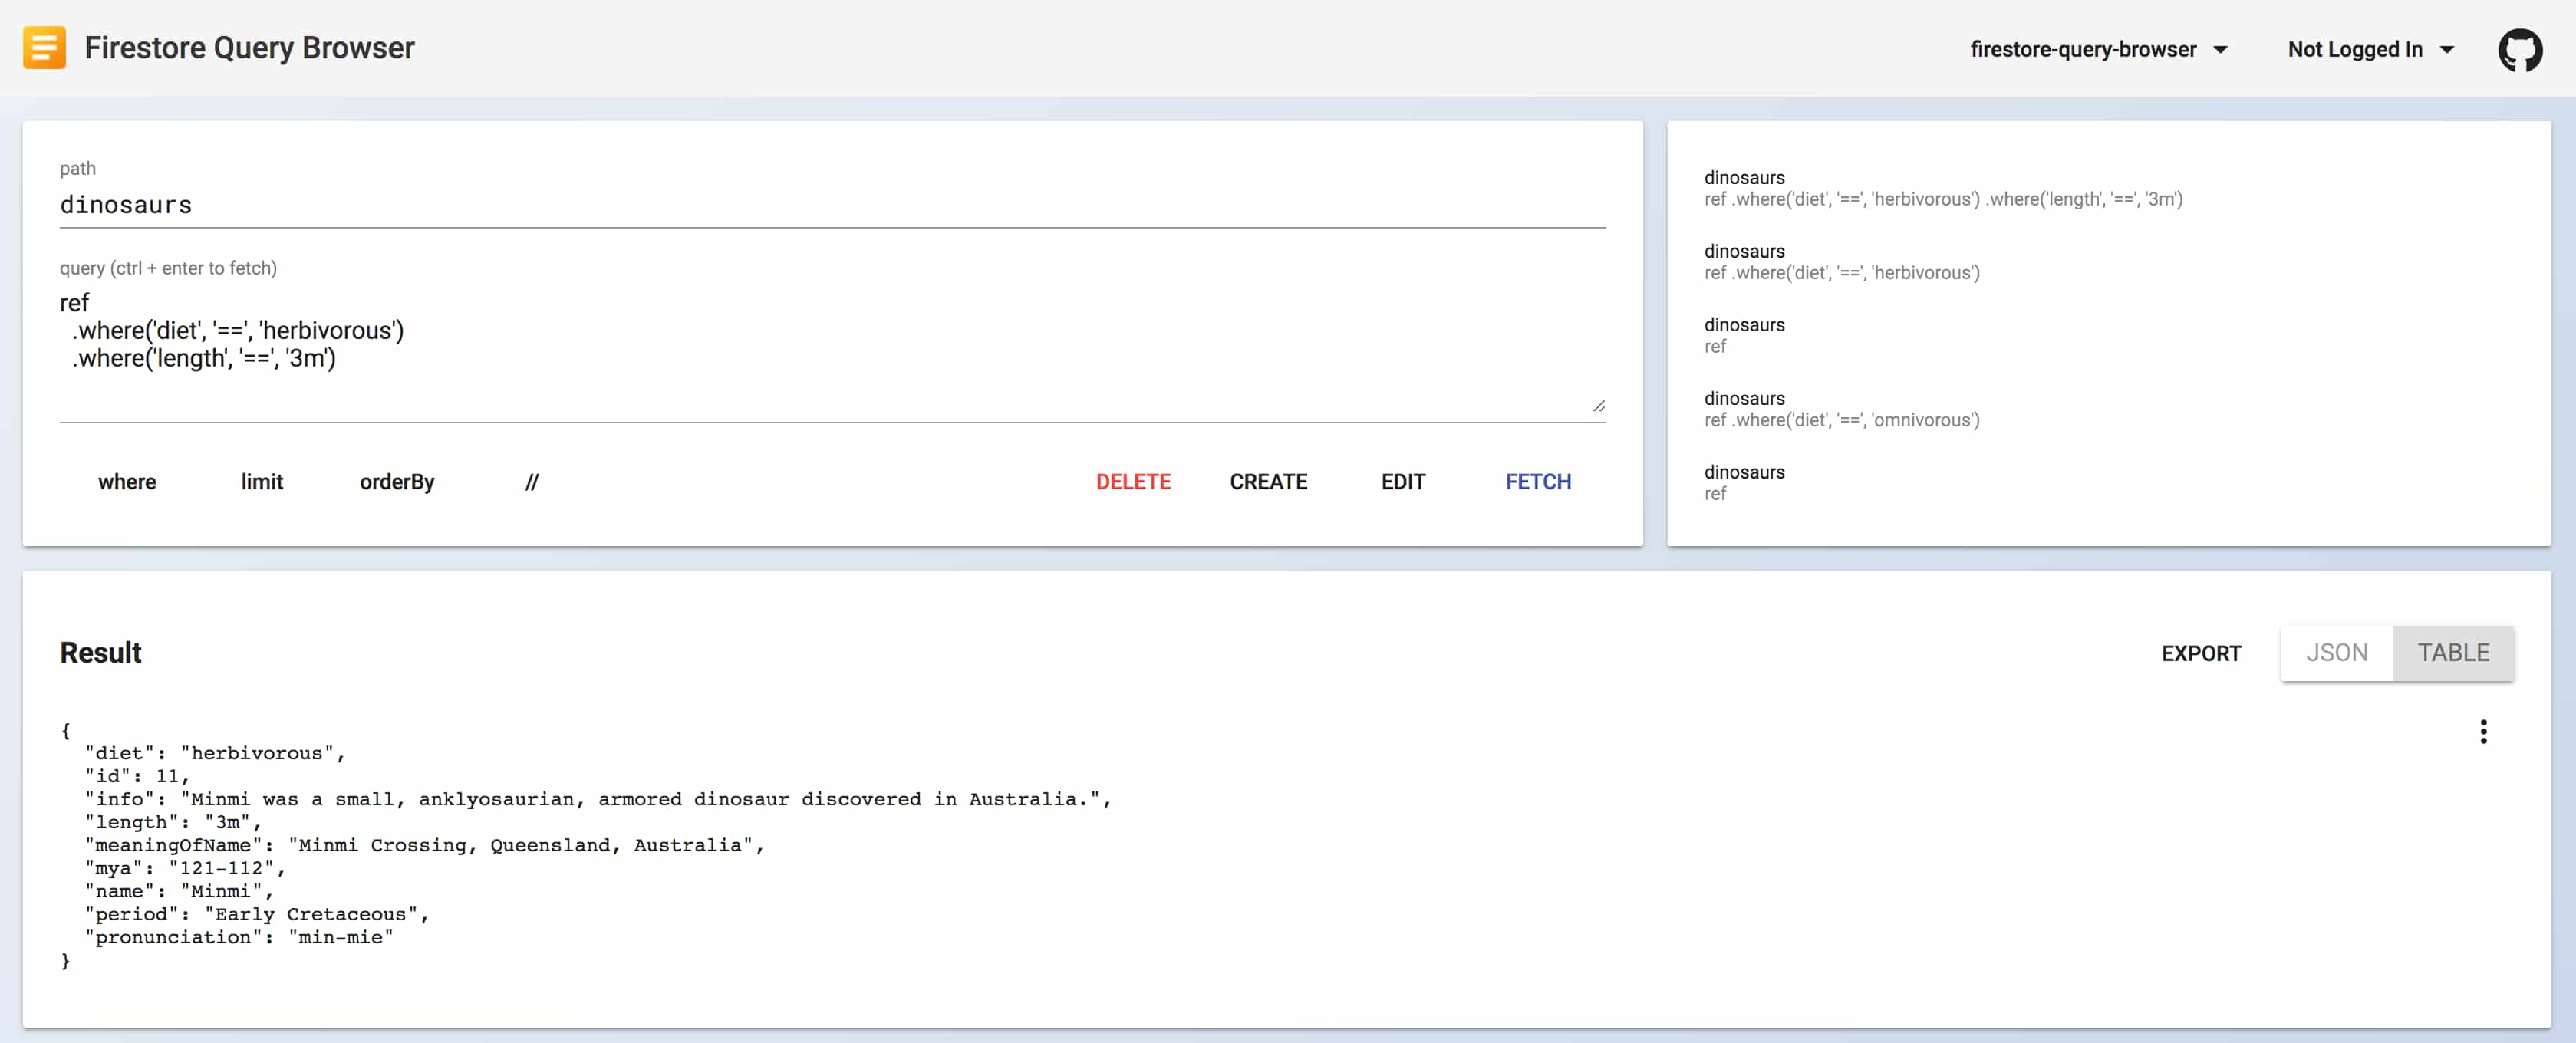 Firestore Query Browser
firestore-query-browser
Not Logged In
path
dinosaurs
query (ctrl + enter to fetch)
ref
.where('diet', '==', 'herbivorous')
.where('length', '==', '3m')
where
limit
orderBy
//
DELETE
CREATE
EDIT
FETCH
dinosaurs
ref .where('diet', '==', 'herbivorous') .where('length', '==', '3m')
dinosaurs
ref .where('diet', '==', 'herbivorous')
dinosaurs
ref
dinosaurs
ref .where('diet', '==', 'omnivorous')
dinosaurs
ref
Result
EXPORT
JSON
TABLE
{
"diet": "herbivorous",
"id": 11,
"info": "Minmi was a small, anklyosaurian, armored dinosaur discovered in Australia.",
"length": "3m",
"meaningOfName": "Minmi Crossing, Queensland, Australia",
"mya": "121-112",
"name": "Minmi",
"period": "Early Cretaceous",
"pronunciation": "min-mie"
}